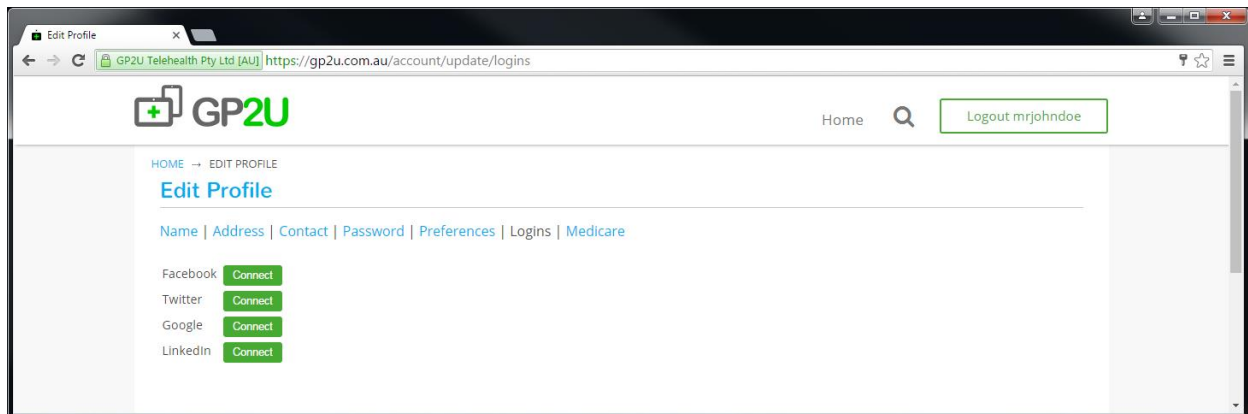 Edit Profile
GP2U Telehealth Pty Ltd [AU] https://gp2u.com.au/account/update/logins
GP2U
Home
Logout mrjohndoe
HOME → EDIT PROFILE
Edit Profile
Name | Address | Contact | Password | Preferences | Logins | Medicare
Facebook Connect
Twitter Connect
Google Connect
LinkedIn Connect